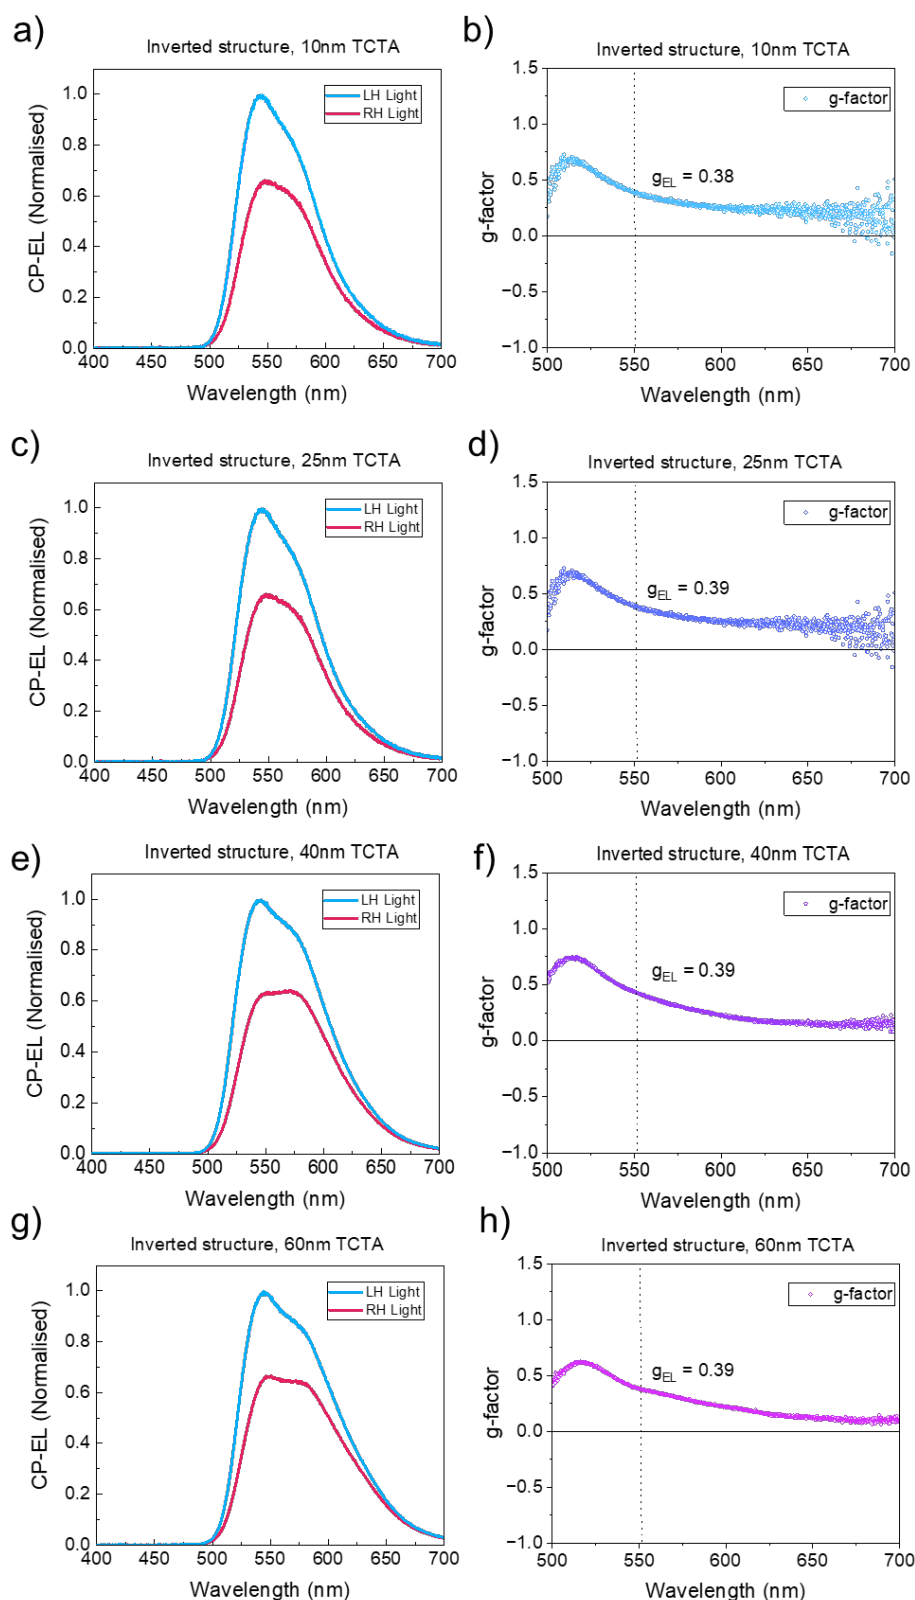 a)
Inverted structure, 10nm TCTA
LH Light
RH Light
CP-EL (Normalised)
1.0
0.8
0.6
0.4
0.2
0.0
400 450 500 550 600 650 700
Wavelength (nm)
b)
Inverted structure, 10nm TCTA
g-factor
gEL = 0.38
g-factor
1.5
1.0
0.5
0.0
−0.5
−1.0
500 550 600 650 700
Wavelength (nm)
c)
Inverted structure, 25nm TCTA
LH Light
RH Light
CP-EL (Normalised)
1.0
0.8
0.6
0.4
0.2
0.0
400 450 500 550 600 650 700
Wavelength (nm)
d)
Inverted structure, 25nm TCTA
g-factor
gEL = 0.39
g-factor
1.5
1.0
0.5
0.0
−0.5
−1.0
500 550 600 650 700
Wavelength (nm)
e)
Inverted structure, 40nm TCTA
LH Light
RH Light
CP-EL (Normalised)
1.0
0.8
0.6
0.4
0.2
0.0
400 450 500 550 600 650 700
Wavelength (nm)
f)
Inverted structure, 40nm TCTA
g-factor
gEL = 0.39
g-factor
1.5
1.0
0.5
0.0
−0.5
−1.0
500 550 600 650 700
Wavelength (nm)
g)
Inverted structure, 60nm TCTA
LH Light
RH Light
CP-EL (Normalised)
1.0
0.8
0.6
0.4
0.2
0.0
400 450 500 550 600 650 700
Wavelength (nm)
h)
Inverted structure, 60nm TCTA
g-factor
gEL = 0.39
g-factor
1.5
1.0
0.5
0.0
−0.5
−1.0
500 550 600 650 700
Wavelength (nm)